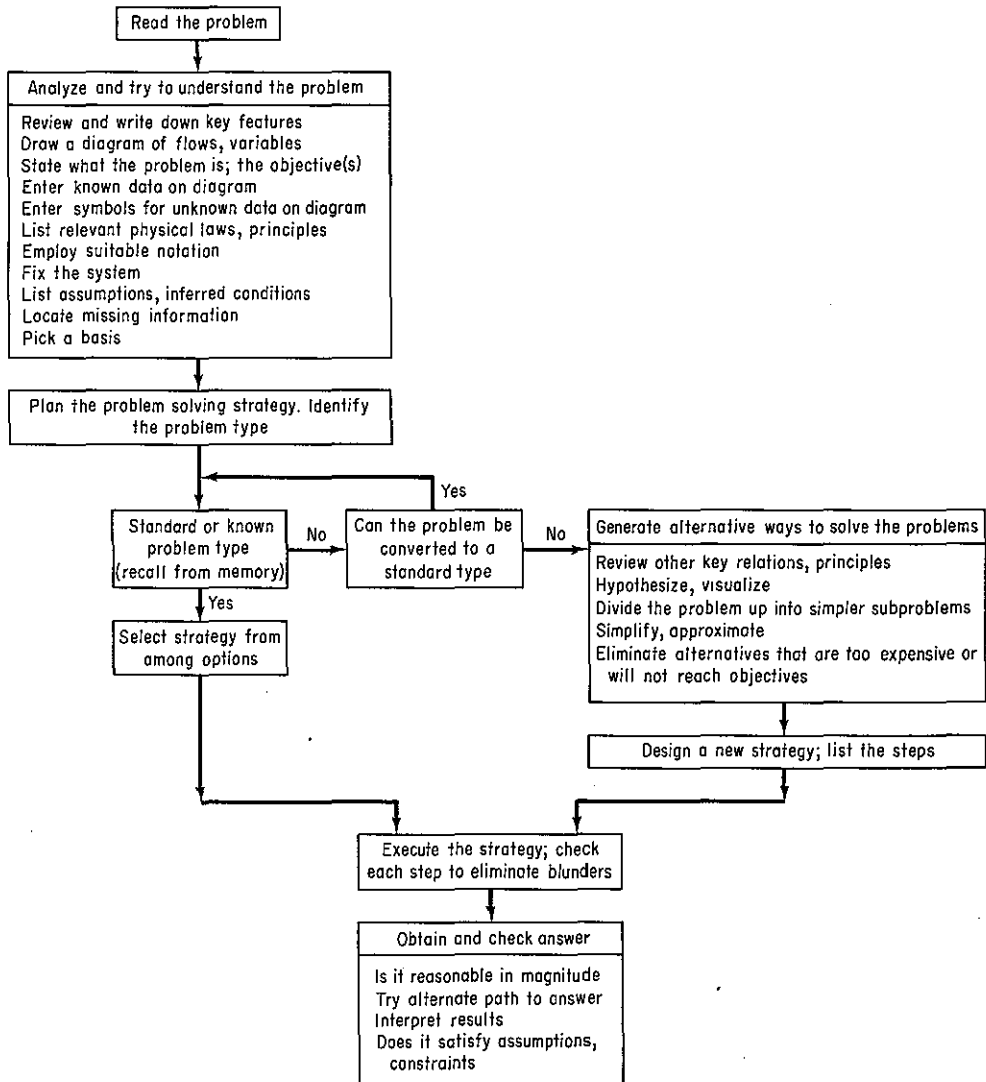 Read the problem
Analyze and try to understand the problem
Review and write down key features
Draw a diagram of flows, variables
State what the problem is; the objective(s)
Enter known data on diagram
Enter symbols for unknown data on diagram
List relevant physical laws, principles
Employ suitable notation
Fix the system
List assumptions, inferred conditions
Locate missing information
Pick a basis
Plan the problem solving strategy. Identify
the problem type
Yes
Standard or known
problem type
(recall from memory)
No
Can the problem be
converted to a
standard type
No
Generate alternative ways to solve the problems
Review other key relations, principles
Hypothesize, visualize
Divide the problem up into simpler subproblems
Simplify, approximate
Eliminate alternatives that are too expensive or
will not reach objectives
Yes
Select strategy from
among options
Design a new strategy; list the steps
Execute the strategy; check
each step to eliminate blunders
Obtain and check answer
Is it reasonable in magnitude
Try alternate path to answer
Interpret results
Does it satisfy assumptions,
constraints